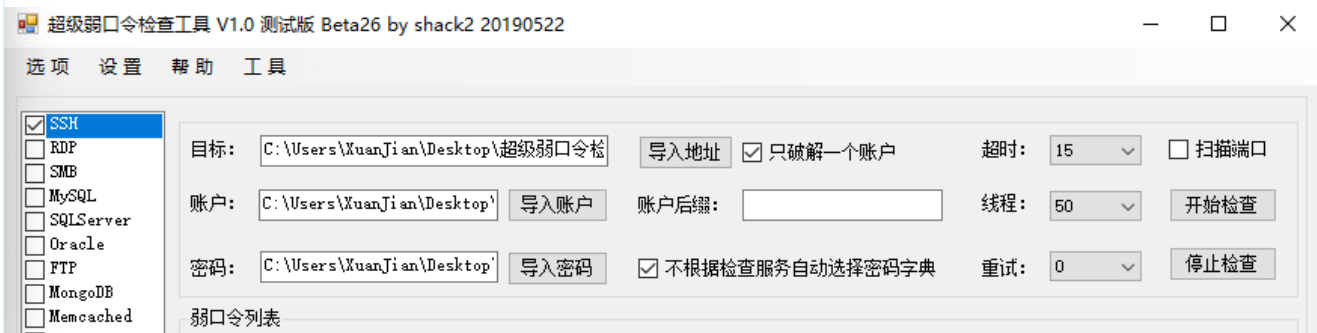 超级弱口令检查工具 V1.0 测试版 Beta26 by shack2 20190522
选项 设置 帮助 工具
SSH
RDP
SMB
MySQL
SQLServer
Oracle
FTP
MongoDB
Memcached
目标: C:\Users\XuanJian\Desktop\超级弱口令检 导入地址 只破解一个账户 超时: 15 扫描端口
账户: C:\Users\XuanJian\Desktop\ 导入账户 账户后缀: 线程: 50 开始检查
密码: C:\Users\XuanJian\Desktop 导入密码 不根据检查服务自动选择密码字典 重试: 0 停止检查
弱口令列表